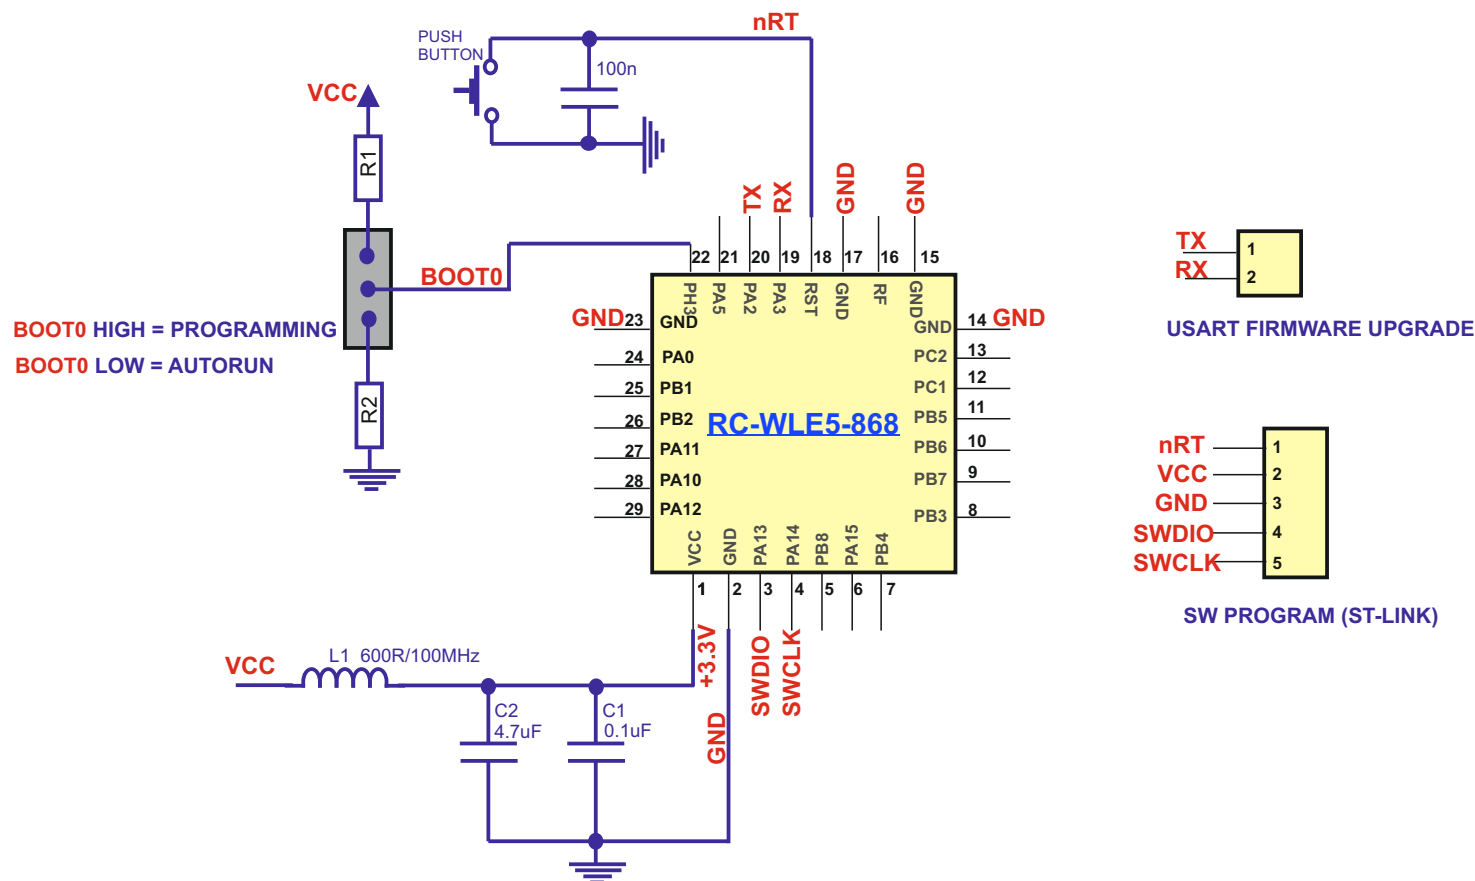 nRT
PUSH
BUTTON
100n
VCC
R1
TX
RX
GND
GND
22
21
20
19
18
17
16
15
PH3
PA5
PA2
PA3
RST
GND
RF
GND
BOOT0
BOOT0 HIGH = PROGRAMMING
BOOT0 LOW = AUTORUN
R2
GND 23 GND
24 PA0
25 PB1
26 PB2
27 PA11
28 PA10
29 PA12
RC-WLE5-868
GND 14 GND
PC2 13
PC1 12
PB5 11
PB6 10
PB7 9
PB3 8
VCC
GND
PA13
PA14
PB8
PA15
PB4
1
2
3
4
5
6
7
+3.3V
GND
SWDIO
SWCLK
VCC
L1 600R/100MHz
C2
4.7uF
C1
0.1uF
TX 1
RX 2
USART FIRMWARE UPGRADE
nRT 1
VCC 2
GND 3
SWDIO 4
SWCLK 5
SW PROGRAM (ST-LINK)